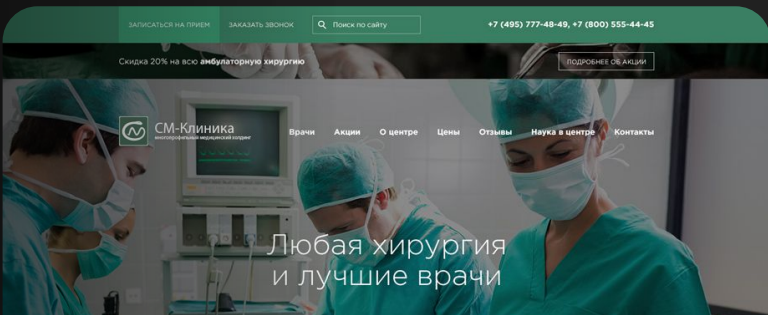 ЗАПИСАТЬСЯ НА ПРИЕМ
ЗАКАЗАТЬ ЗВОНОК
Поиск по сайту
+7 (495) 777-48-49, +7 (800) 555-44-45
Скидка 20% на всю амбулаторную хирургию
ПОДРОБНЕЕ ОБ АКЦИИ
СМ-Клиника
многопрофильный медицинский холдинг
Врачи
Акции
О центре
Цены
Отзывы
Наука в центре
Контакты
Любая хирургия
и лучшие врачи